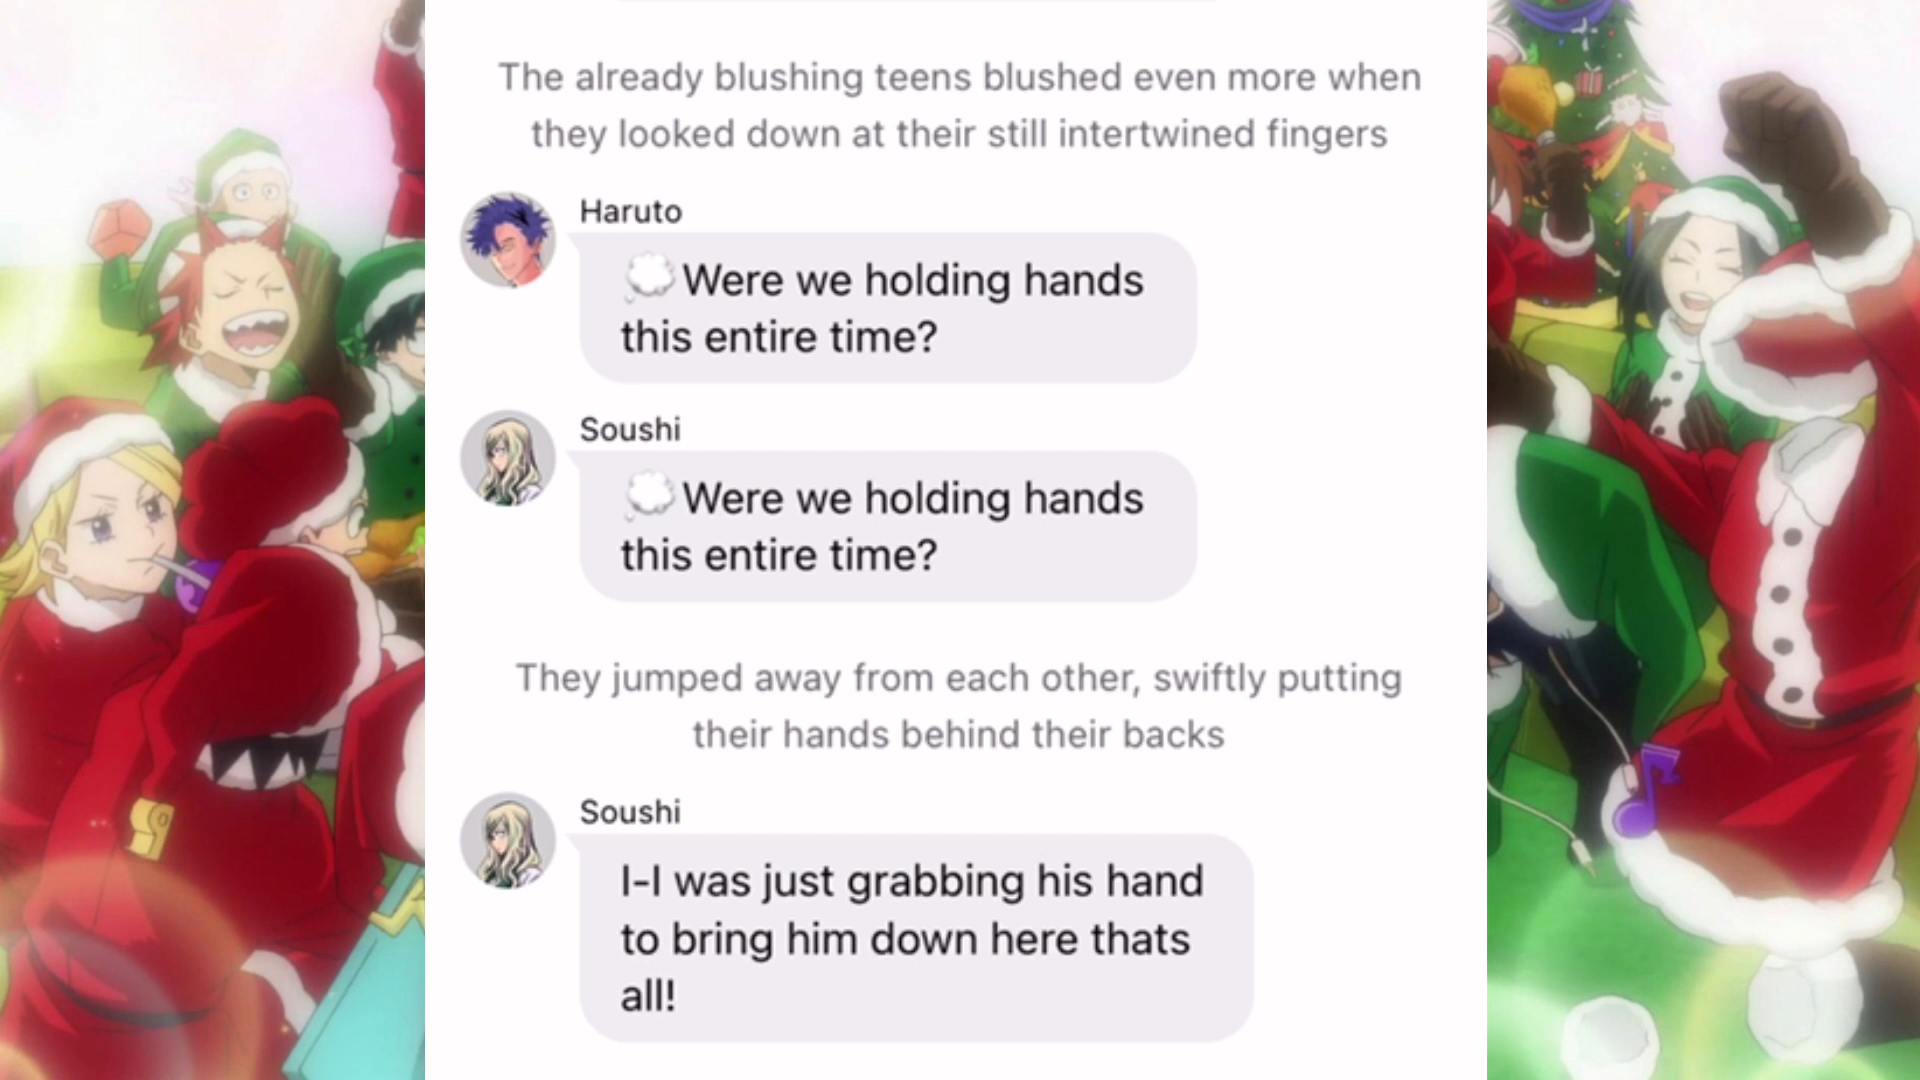 The already blushing teens blushed even more when
they looked down at their still intertwined fingers
Haruto
💭Were we holding hands
this entire time?
Soushi
💭Were we holding hands
this entire time?
They jumped away from each other, swiftly putting
their hands behind their backs
Soushi
I-I was just grabbing his hand
to bring him down here thats
all!